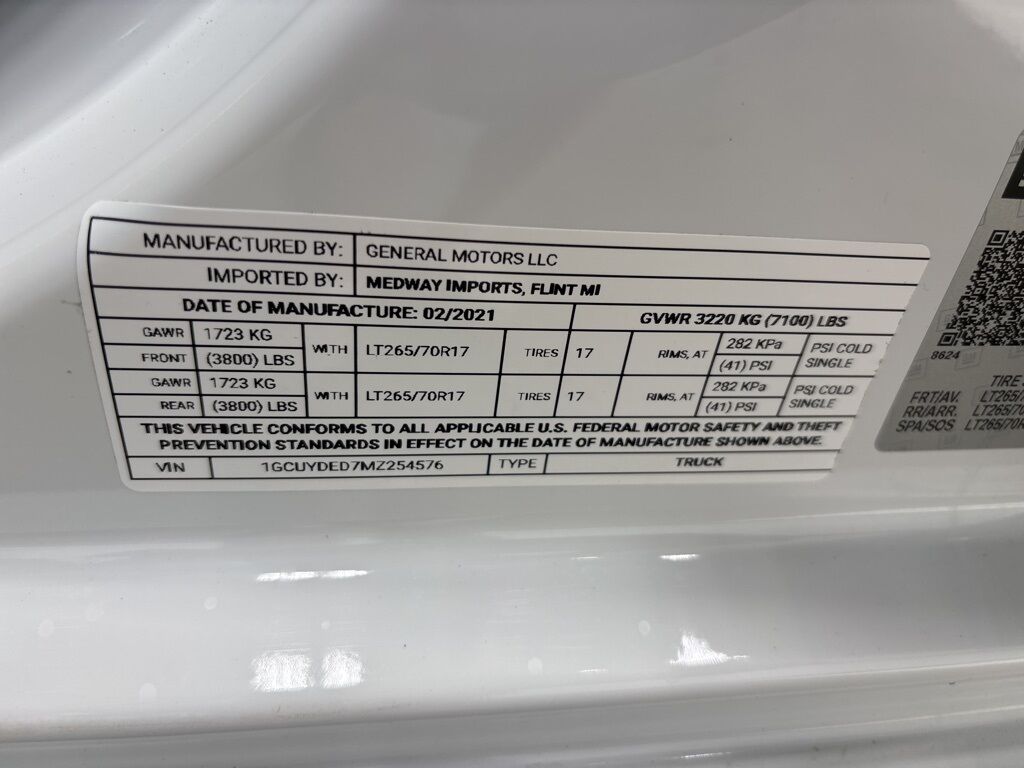 MANUFACTURED BY: GENERAL MOTORS LLC
IMPORTED BY: MEDWAY IMPORTS, FLINT MI
DATE OF MANUFACTURE: 02/2021 GVWR 3220 KG (7100) LBS
GAWR 1723 KG WITH LT265/70R17 TIRES 17 RIMS, AT 282 KPa PSI COLD
FRONT (3800) LBS (41) PSI SINGLE
GAWR 1723 KG WITH LT265/70R17 TIRES 17 RIMS, AT 282 KPa PSI COLD
REAR (3800) LBS (41) PSI SINGLE
THIS VEHICLE CONFORMS TO ALL APPLICABLE U.S. FEDERAL MOTOR SAFETY AND THEFT
PREVENTION STANDARDS IN EFFECT ON THE DATE OF MANUFACTURE SHOWN ABOVE.
VIN 1GCUYDED7MZ254576 TYPE TRUCK
8624
TIRE
FRT/AV. LT265/7
RR/ARR. LT265/70
SPA/SOS LT265/70R